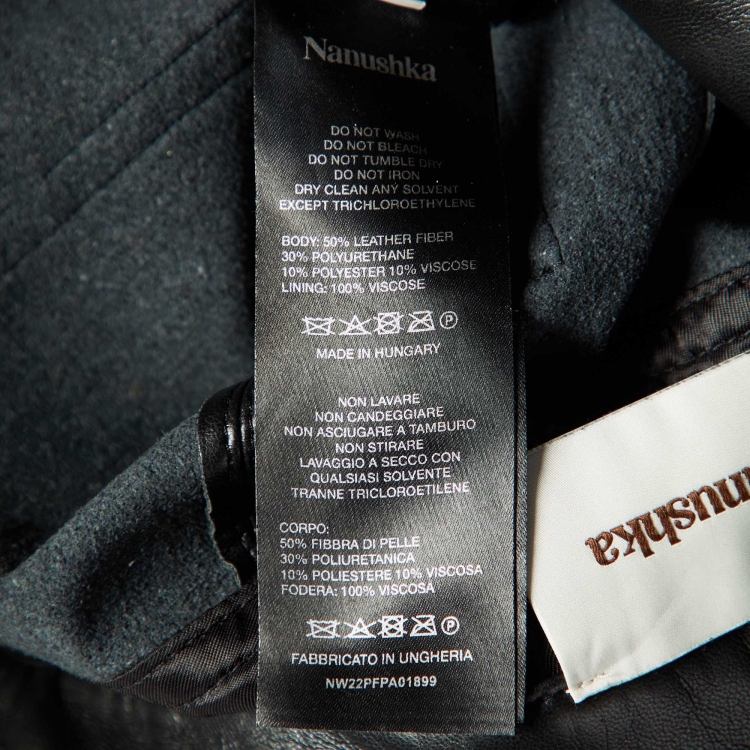 Nanushka
DO NOT WASH
DO NOT BLEACH
DO NOT TUMBLE DRY
DO NOT IRON
DRY CLEAN ANY SOLVENT
EXCEPT TRICHLOROETHYLENE
BODY: 50% LEATHER FIBER
30% POLYURETHANE
10% POLYESTER 10% VISCOSE
LINING: 100% VISCOSE
P
MADE IN HUNGARY
NON LAVARE
NON CANDEGGIARE
NON ASCIUGARE A TAMBURO
NON STIRARE
LAVAGGIO A SECCO CON
QUALSIASI SOLVENTE
TRANNE TRICLOROETILENE
CORPO:
50% FIBBRA DI PELLE
30% POLIURETANICA
10% POLIESTERE 10% VISCOSA
FODERA: 100% VISCOSA
P
FABBRICATO IN UNGHERIA
NW22PFPA01899
nushka